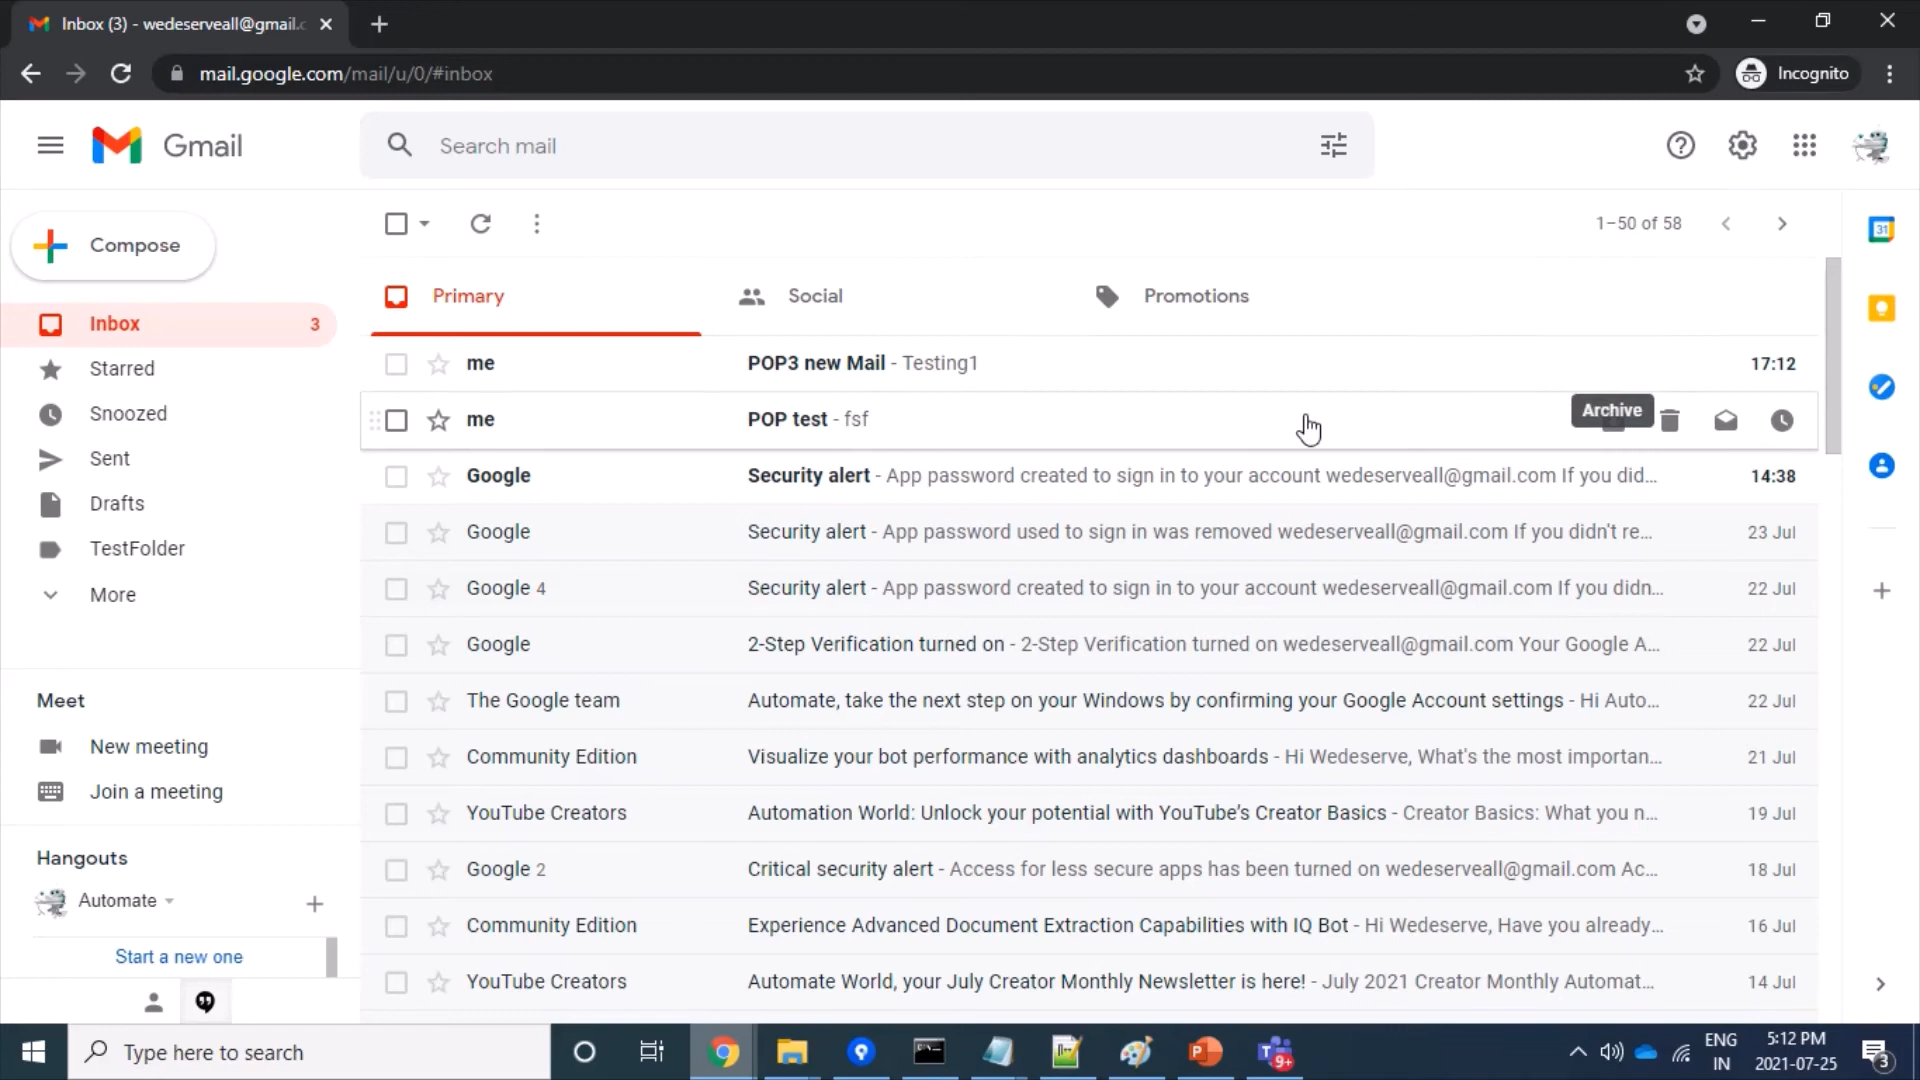 Inbox (3) - wedeserveall@gmail.c
mail.google.com/mail/u/0/#inbox
Incognito
Gmail
Search mail
Compose
1–50 of 58
31
Primary
Social
Promotions
Inbox 3
Starred
Snoozed
Sent
Drafts
TestFolder
More
me POP3 new Mail - Testing1 17:12
me POP test - fsf Archive
Google Security alert - App password created to sign in to your account wedeserveall@gmail.com If you did... 14:38
Google Security alert - App password used to sign in was removed wedeserveall@gmail.com If you didn't re... 23 Jul
Google 4 Security alert - App password created to sign in to your account wedeserveall@gmail.com If you didn... 22 Jul
Google 2-Step Verification turned on - 2-Step Verification turned on wedeserveall@gmail.com Your Google A... 22 Jul
The Google team Automate, take the next step on your Windows by confirming your Google Account settings - Hi Auto... 22 Jul
Community Edition Visualize your bot performance with analytics dashboards - Hi Wedeserve, What's the most importan... 21 Jul
YouTube Creators Automation World: Unlock your potential with YouTube’s Creator Basics - Creator Basics: What you n... 19 Jul
Google 2 Critical security alert - Access for less secure apps has been turned on wedeserveall@gmail.com Ac... 18 Jul
Community Edition Experience Advanced Document Extraction Capabilities with IQ Bot - Hi Wedeserve, Have you already... 16 Jul
YouTube Creators Automate World, your July Creator Monthly Newsletter is here! - July 2021 Creator Monthly Automat... 14 Jul
Meet
New meeting
Join a meeting
Hangouts
Automate
Start a new one
Type here to search
9+
ENG
IN
5:12 PM
2021-07-25
3